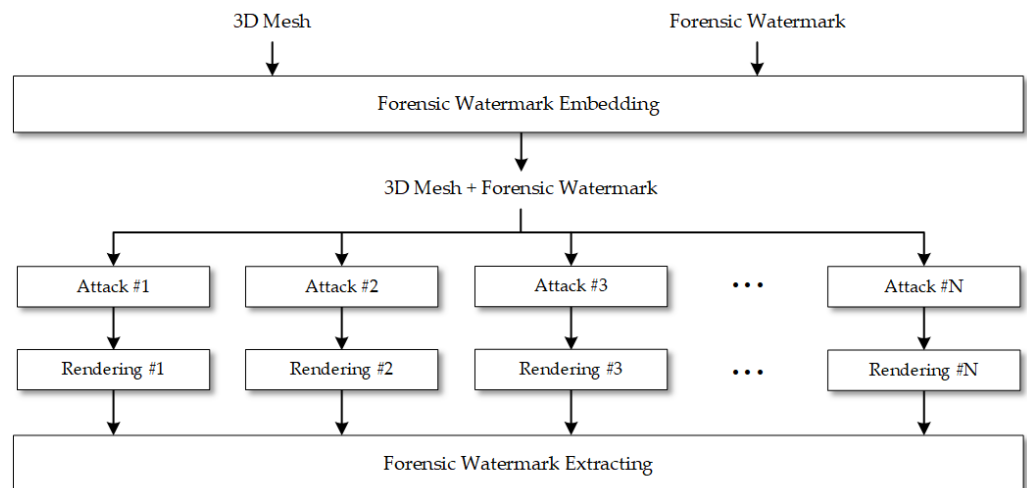 3D Mesh
Forensic Watermark
Forensic Watermark Embedding
3D Mesh + Forensic Watermark
Attack #1
Attack #2
Attack #3
• • •
Attack #N
Rendering #1
Rendering #2
Rendering #3
• • •
Rendering #N
Forensic Watermark Extracting